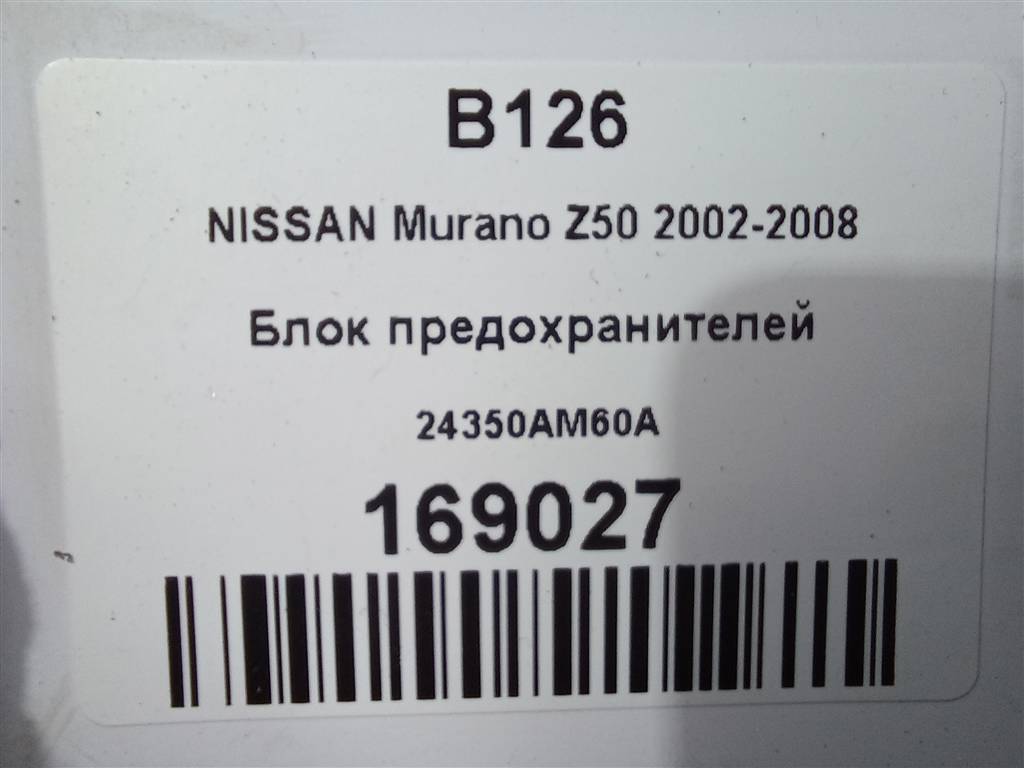 B126
NISSAN Murano Z50 2002-2008
Блок предохранителей
24350AM60A
169027